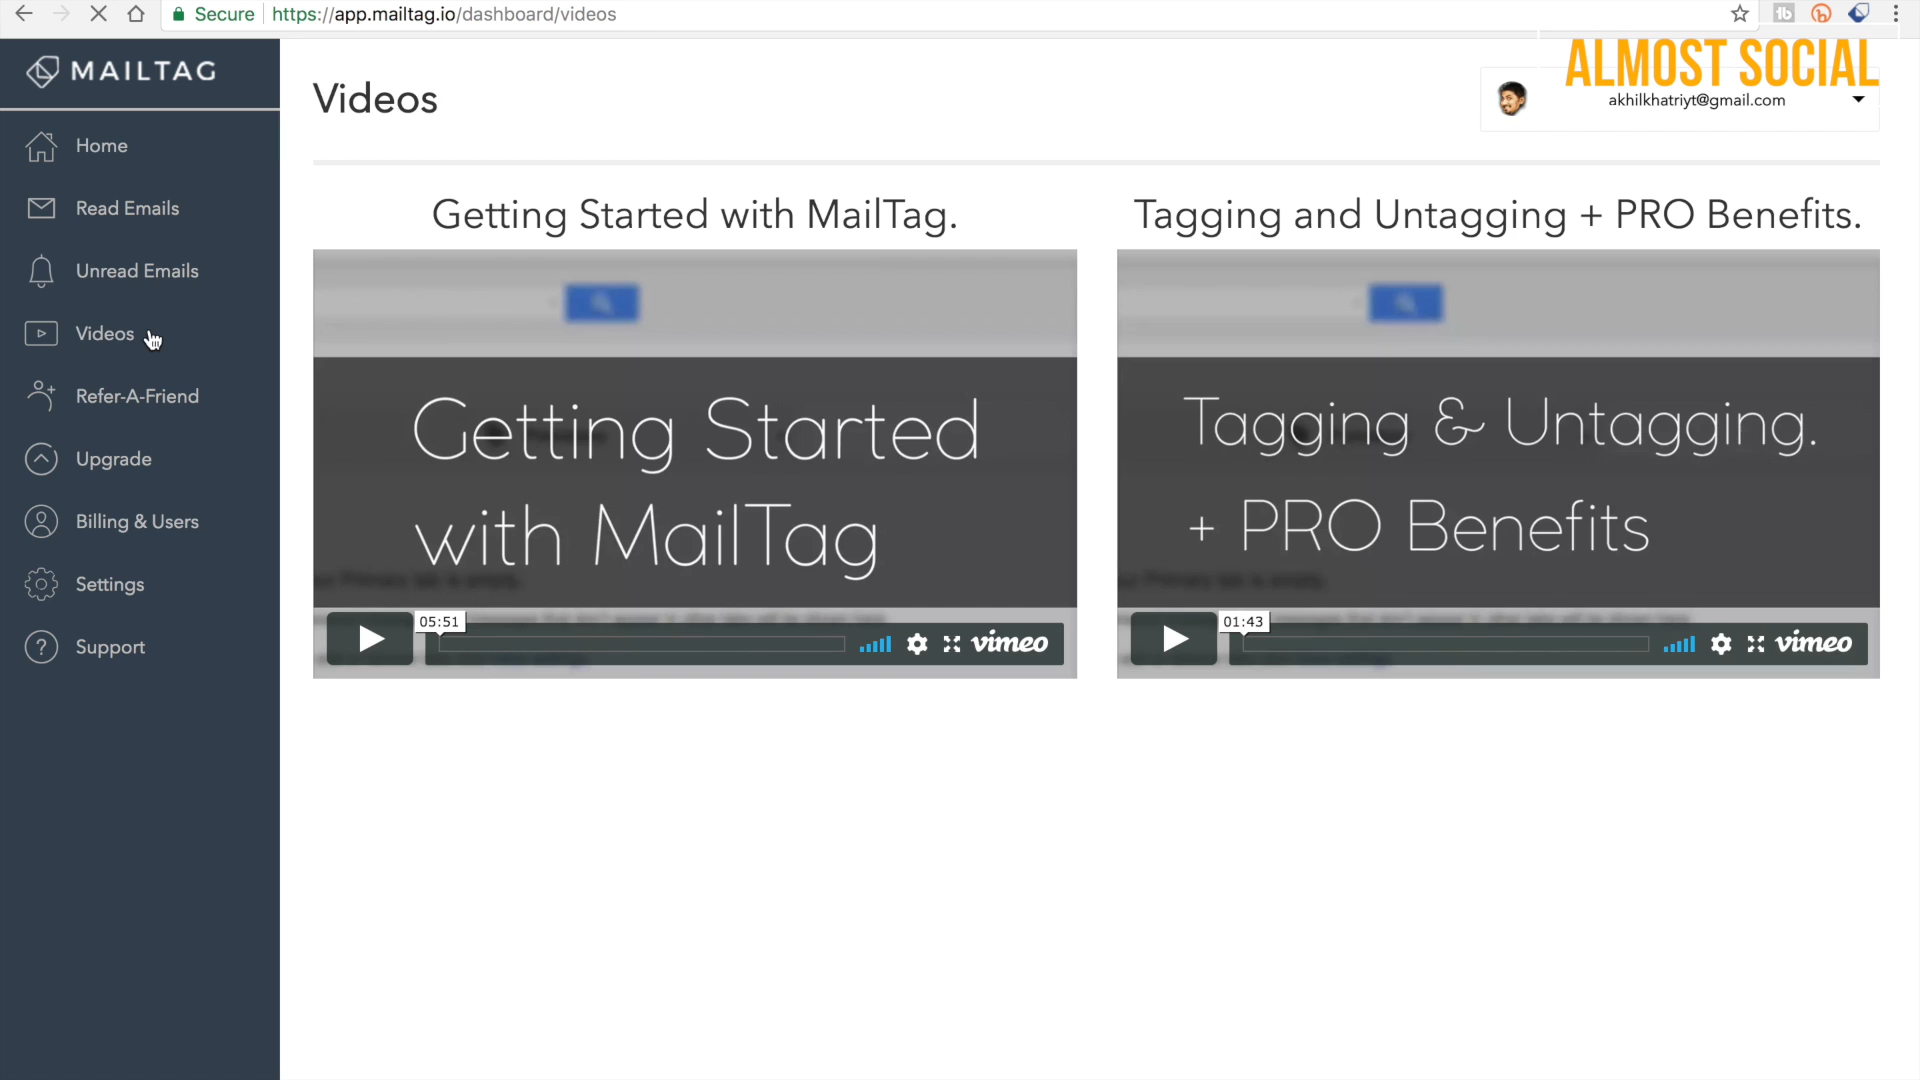 Secure https://app.mailtag.io/dashboard/videos
tb
ALMOST SOCIAL
MAILTAG
Videos
akhilkhatriyt@gmail.com
Home
Read Emails
Unread Emails
Videos
Refer-A-Friend
Upgrade
Billing & Users
Settings
? Support
Getting Started with MailTag.
Getting Started
with MailTag
05:51
vimeo
Tagging and Untagging + PRO Benefits.
Tagging & Untagging.
+ PRO Benefits
01:43
vimeo